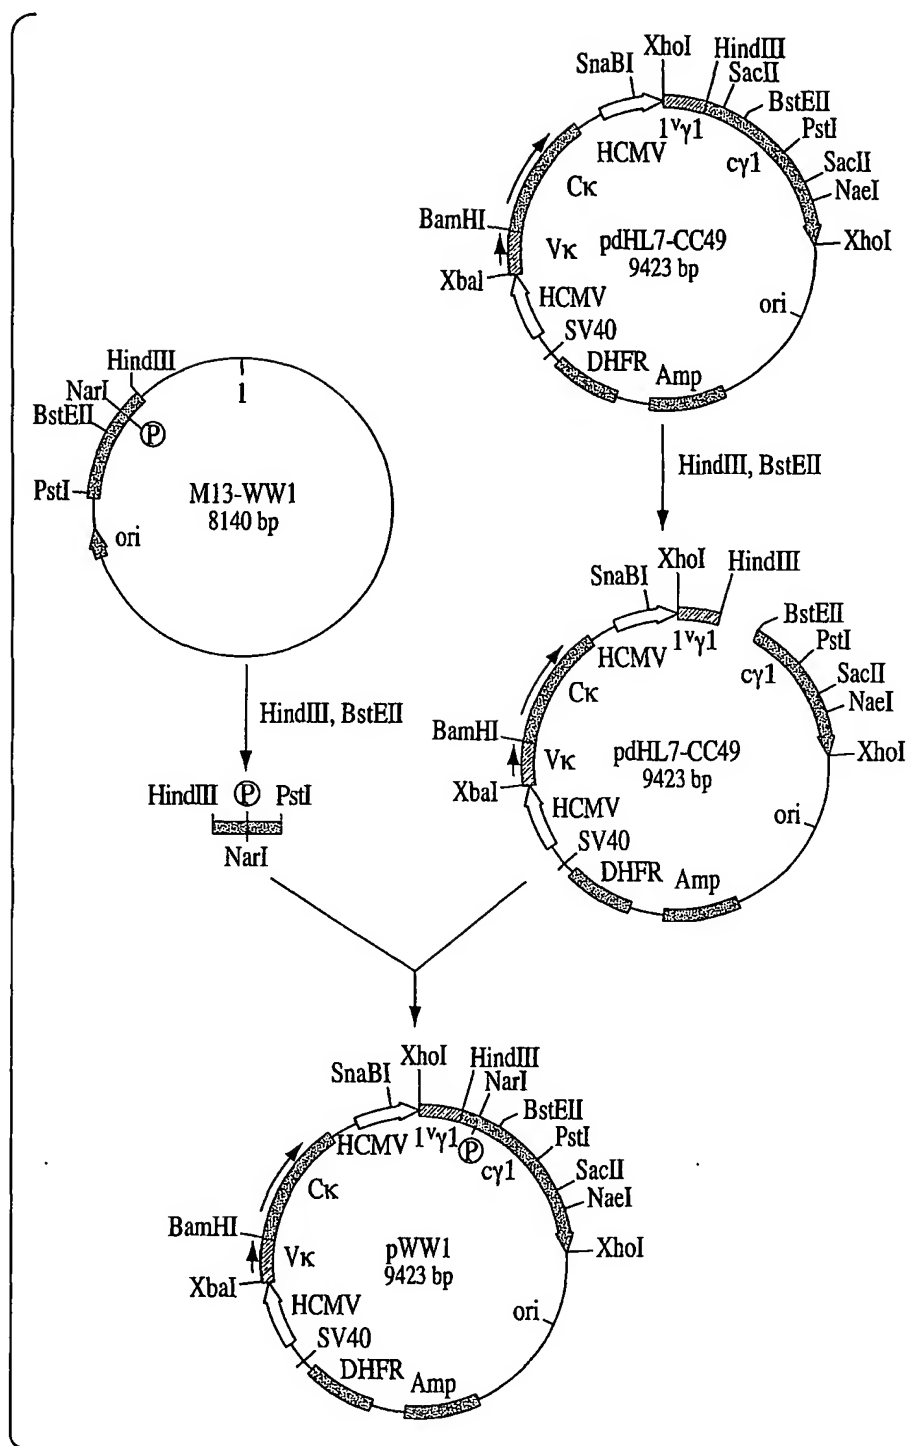 XhoI
HindIII
SnaBI
SacII
BstEII
PstI
1ᵛγ1
HCMV
cγ1
SacII
Cκ
NaeI
BamHI
Vκ
pdHL7-CC49
9423 bp
XhoI
XbaI
HCMV
ori
SV40
DHFR
Amp
HindIII
1
NarI
BstEII
P
PstI
M13-WW1
8140 bp
ori
HindIII, BstEII
HindIII, BstEII
XhoI
HindIII
SnaBI
BstEII
PstI
1ᵛγ1
HCMV
cγ1
SacII
Cκ
NaeI
BamHI
Vκ
pdHL7-CC49
9423 bp
XhoI
XbaI
HCMV
ori
SV40
DHFR
Amp
HindIII P PstI
NarI
XhoI
HindIII
SnaBI
NarI
BstEII
PstI
HCMV
1ᵛγ1
P
cγ1
SacII
Cκ
NaeI
BamHI
Vκ
pWW1
9423 bp
XhoI
XbaI
HCMV
ori
SV40
DHFR
Amp